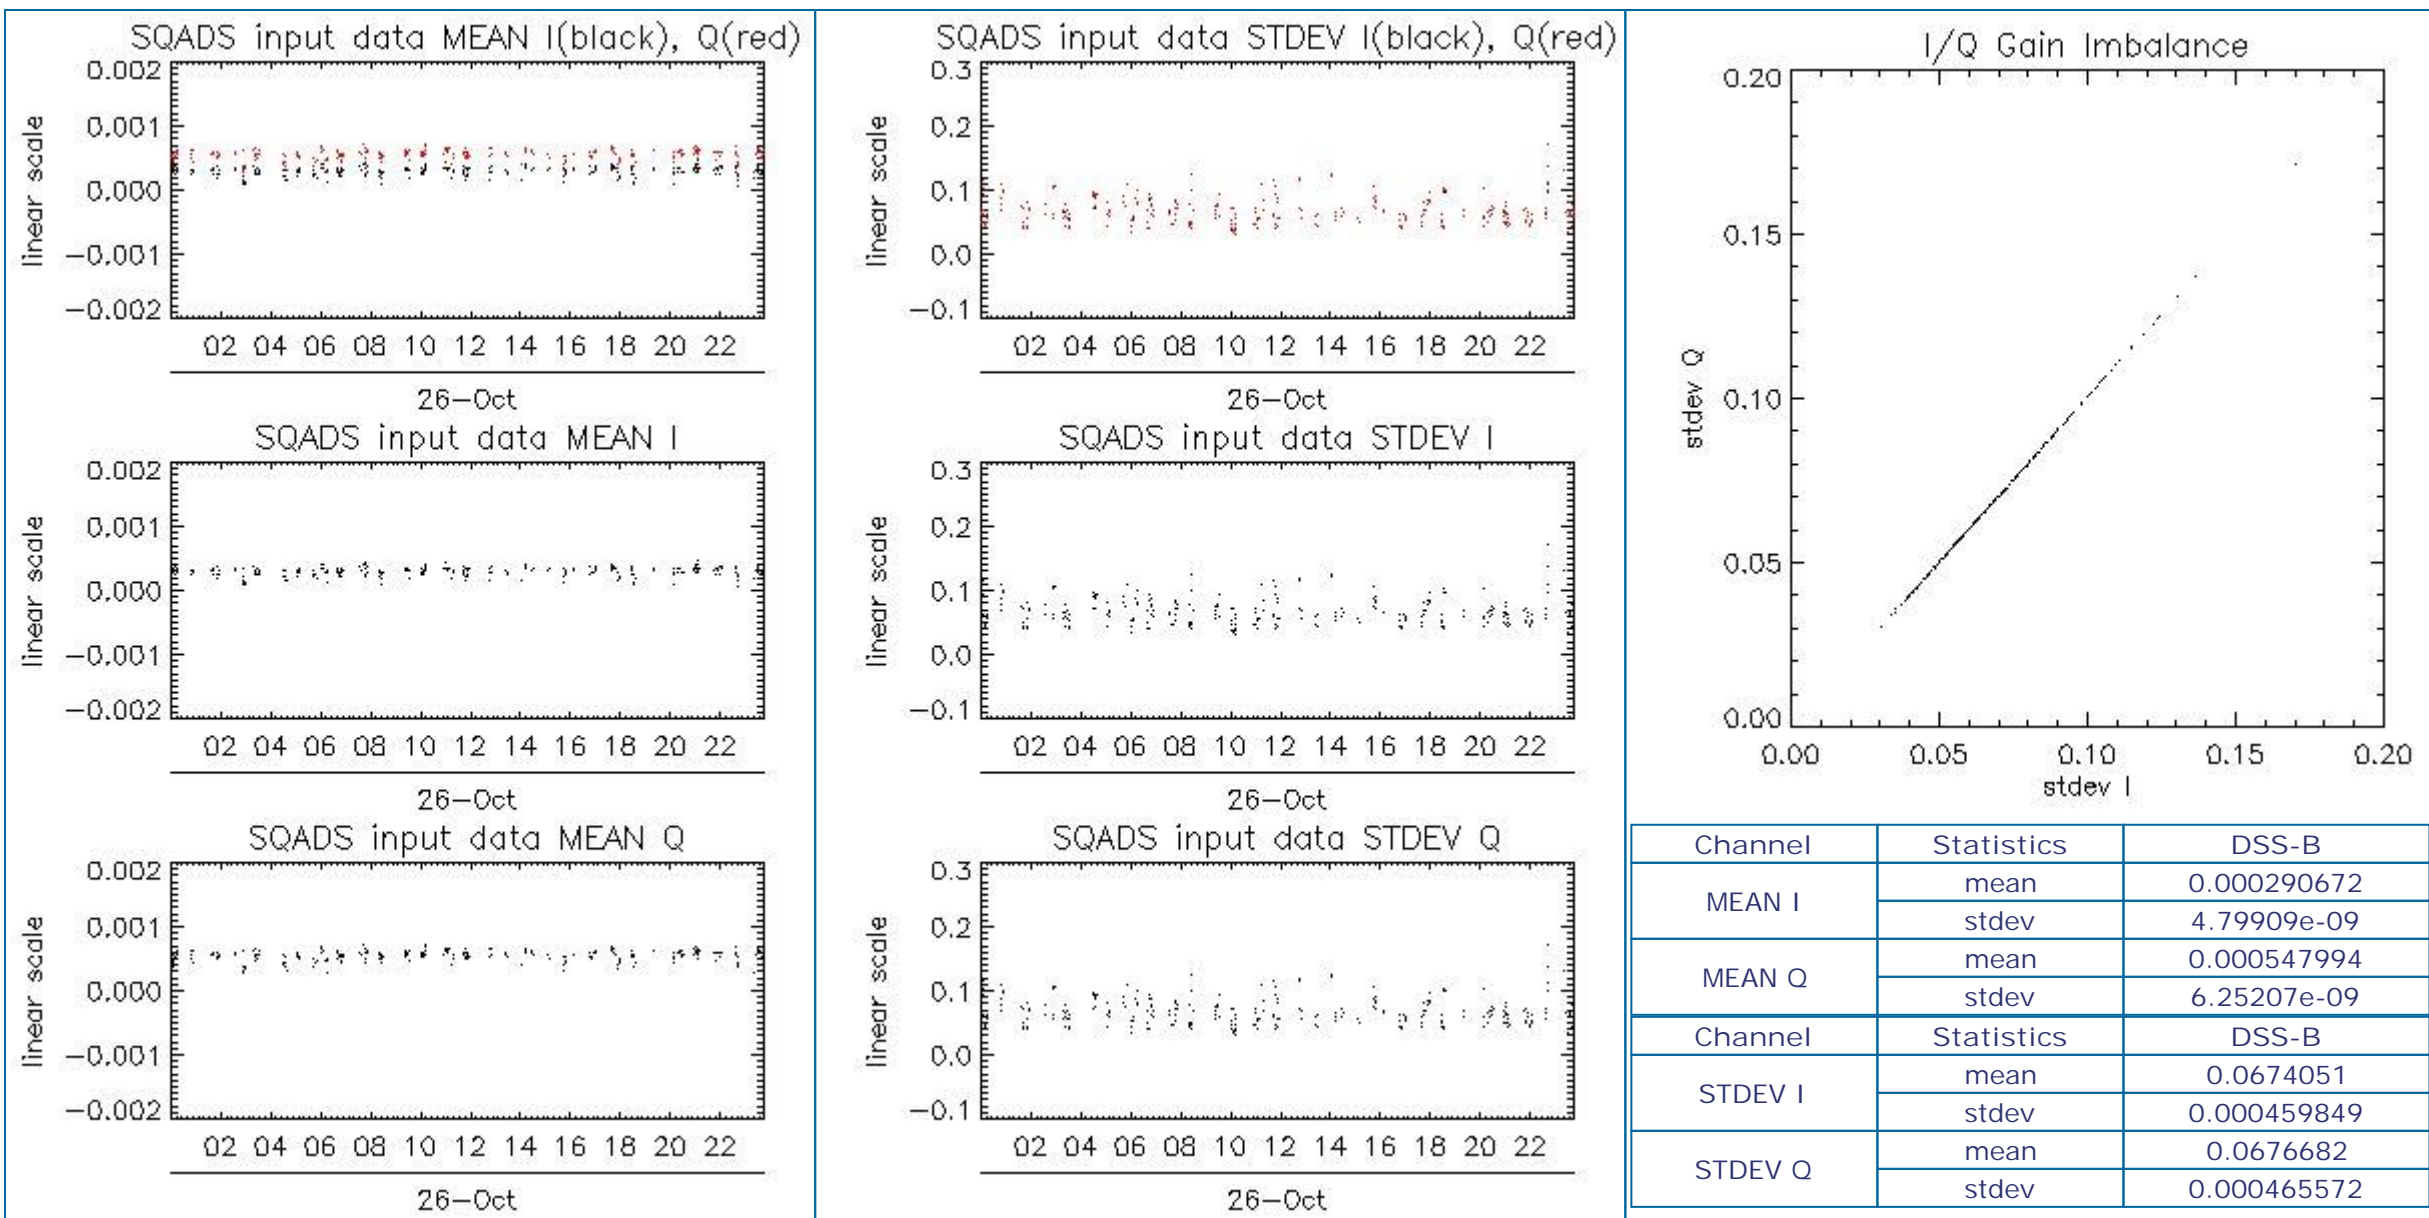 SQADS input data MEAN I(black), Q(red)
0.002
0.001
0.000
−0.001
−0.002
linear scale
02 04 06 08 10 12 14 16 18 20 22
26−Oct
SQADS input data MEAN I
0.002
0.001
0.000
−0.001
−0.002
linear scale
02 04 06 08 10 12 14 16 18 20 22
26−Oct
SQADS input data MEAN Q
0.002
0.001
0.000
−0.001
−0.002
linear scale
02 04 06 08 10 12 14 16 18 20 22
26−Oct
SQADS input data STDEV I(black), Q(red)
0.3
0.2
0.1
0.0
−0.1
linear scale
02 04 06 08 10 12 14 16 18 20 22
26−Oct
SQADS input data STDEV I
0.3
0.2
0.1
0.0
−0.1
linear scale
02 04 06 08 10 12 14 16 18 20 22
26−Oct
SQADS input data STDEV Q
0.3
0.2
0.1
0.0
−0.1
linear scale
02 04 06 08 10 12 14 16 18 20 22
26−Oct
I/Q Gain Imbalance
0.20
0.15
0.10
0.05
0.00
stdev Q
0.00 0.05 0.10 0.15 0.20
stdev I
Channel Statistics DSS-B
MEAN I mean 0.000290672
stdev 4.79909e-09
MEAN Q mean 0.000547994
stdev 6.25207e-09
Channel Statistics DSS-B
STDEV I mean 0.0674051
stdev 0.000459849
STDEV Q mean 0.0676682
stdev 0.000465572